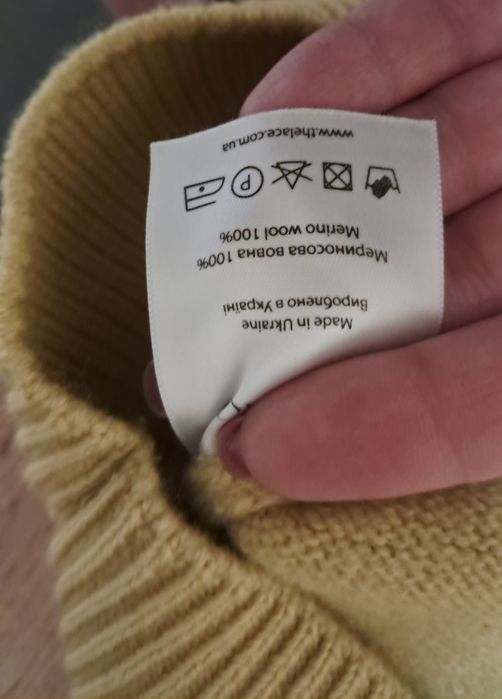 Made in Ukraine
Вироблено в Україні
Мериносова вовна 100%
Merino wool 100%
P
www.thelace.com.ua